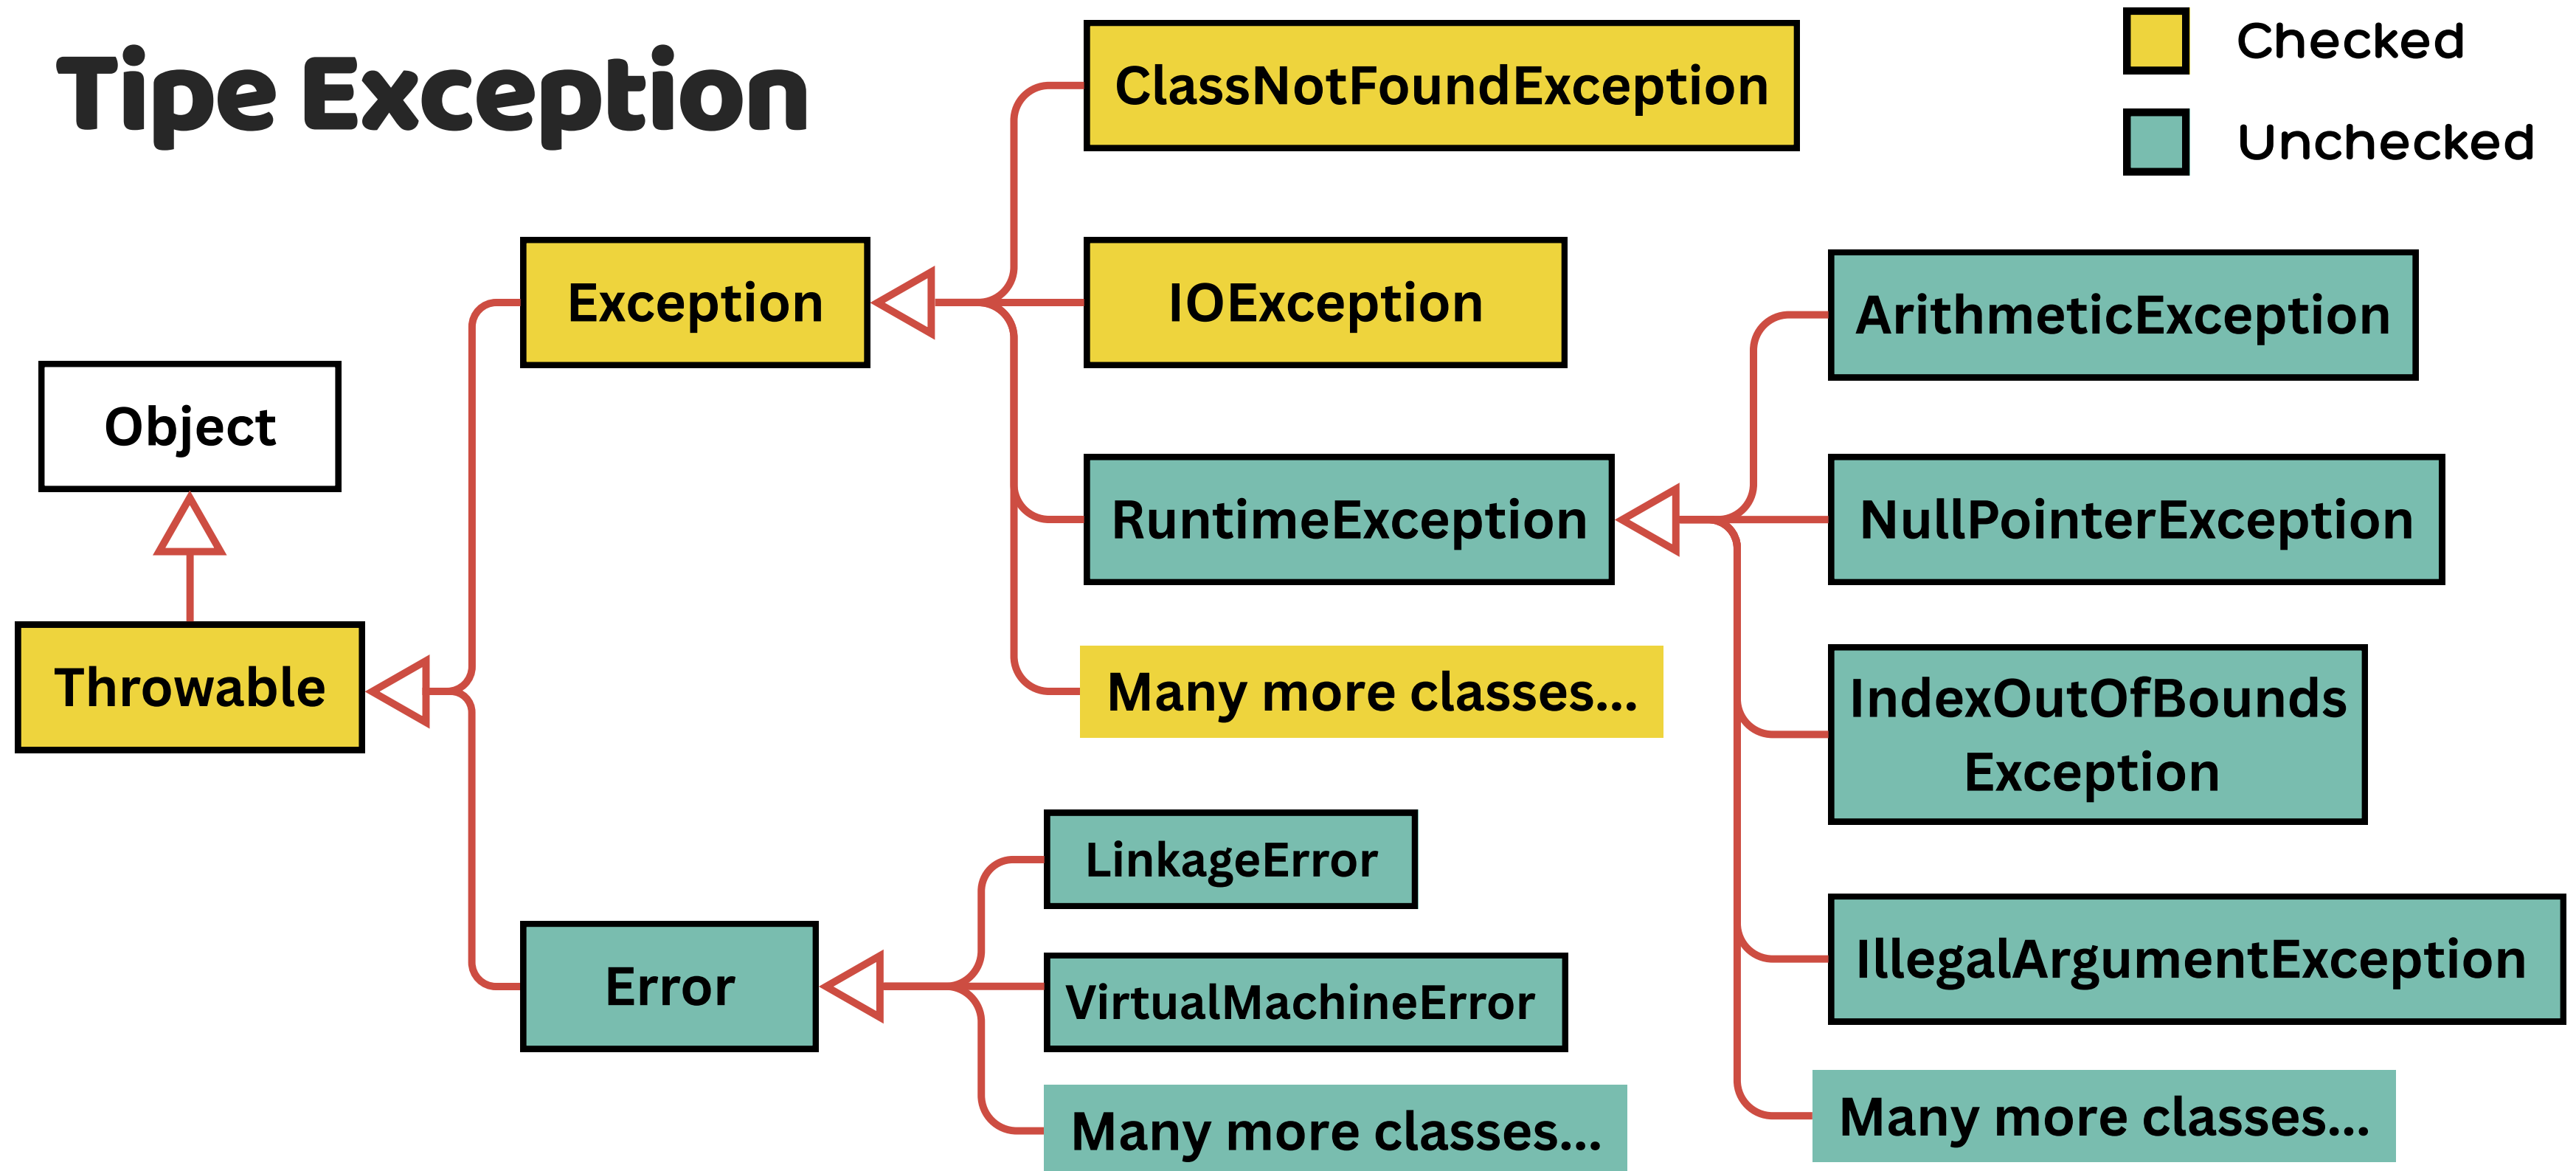 Tipe Exception
Checked
Unchecked
ClassNotFoundException
Exception
IOException
ArithmeticException
Object
RuntimeException
NullPointerException
Throwable
Many more classes...
IndexOutOfBounds
Exception
LinkageError
Error
VirtualMachineError
IllegalArgumentException
Many more classes...
Many more classes...